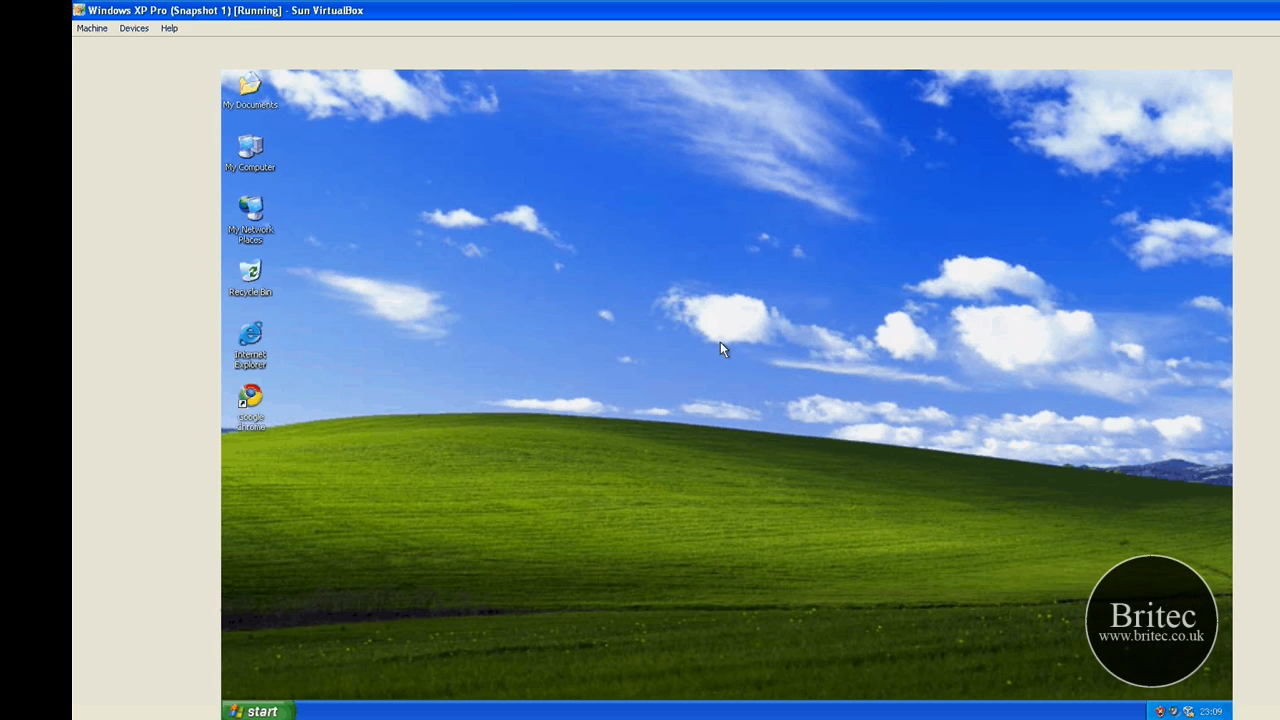 Windows XP Pro (Snapshot 1) [Running] - Sun VirtualBox
Machine Devices Help
My Documents
My Computer
My Network
Places
Recycle Bin
Internet
Explorer
Google
Chrome
Britec
www.britec.co.uk
start
23:09